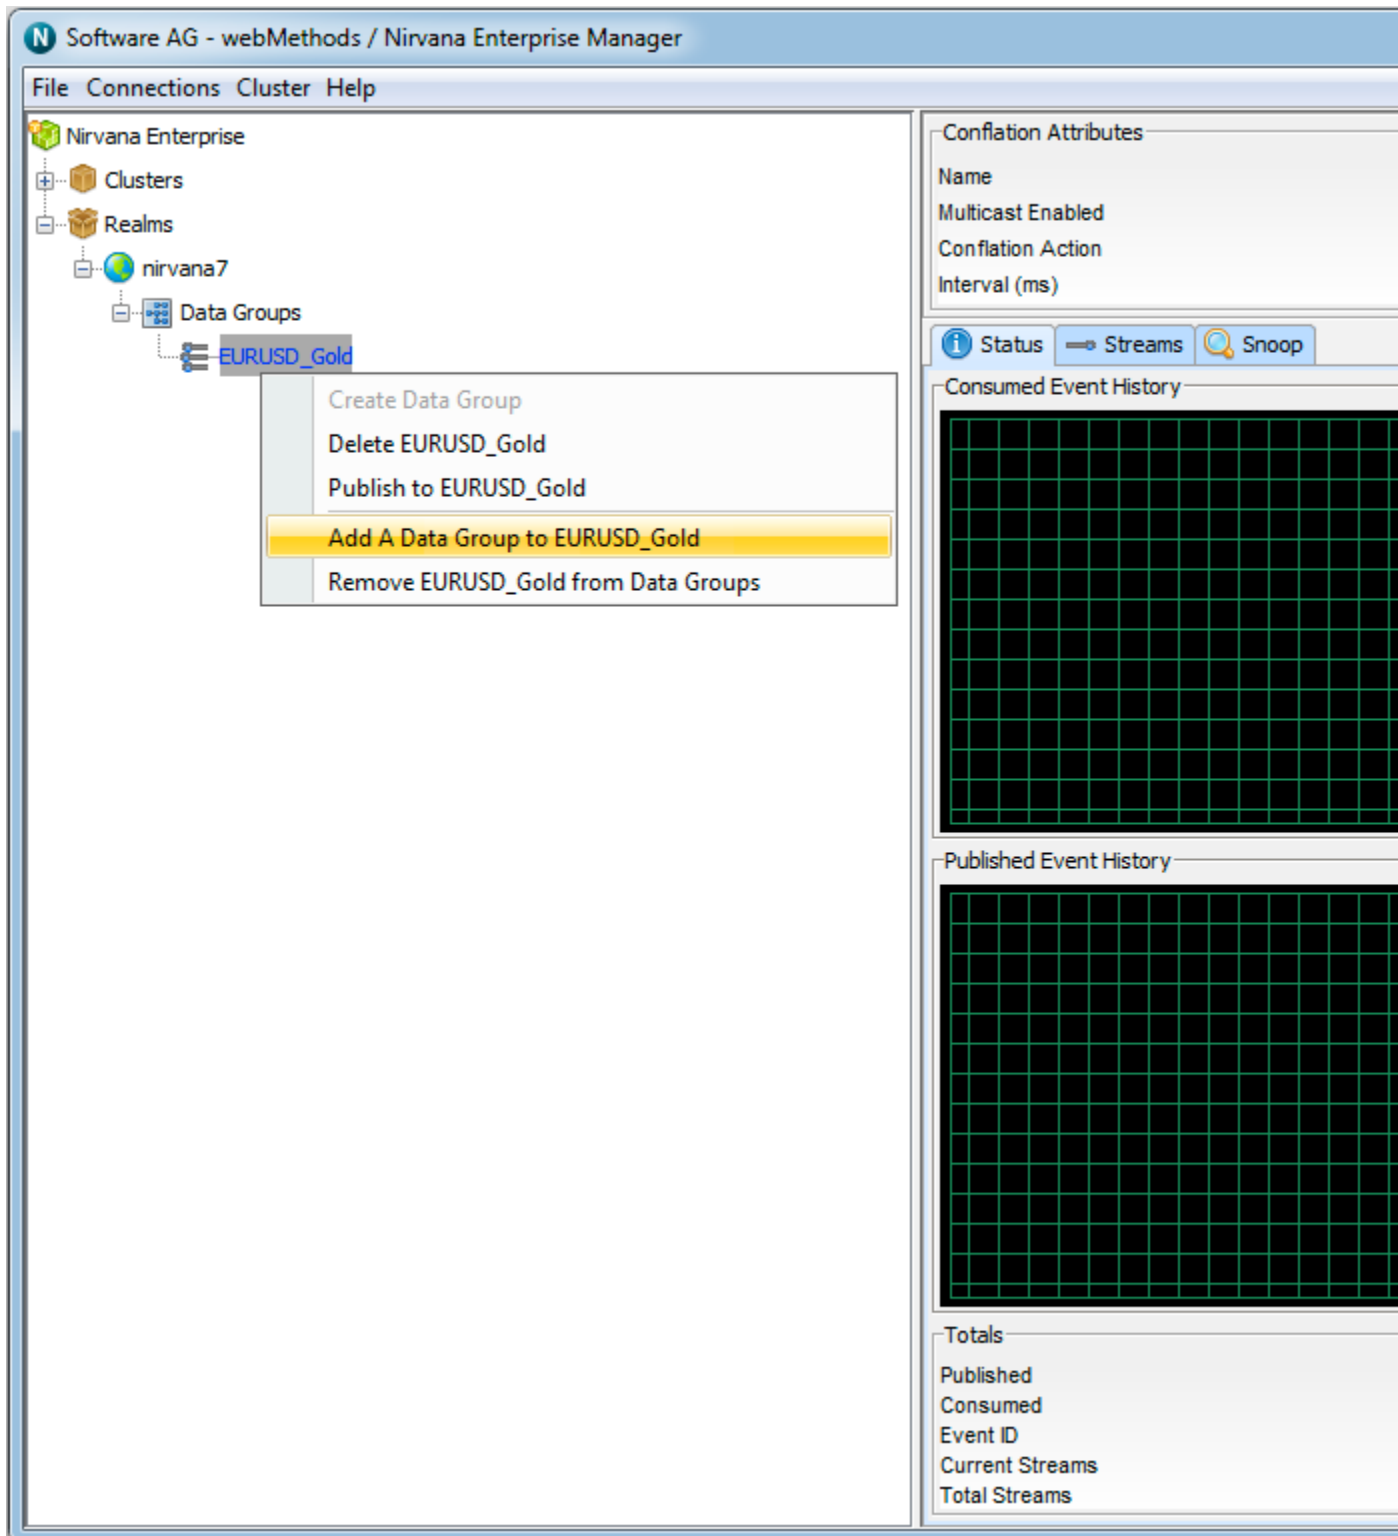 Software AG - webMethods / Nirvana Enterprise Manager
File Connections Cluster Help
Nirvana Enterprise
Clusters
Realms
nirvana7
Data Groups
EURUSD_Gold
Create Data Group
Delete EURUSD_Gold
Publish to EURUSD_Gold
Add A Data Group to EURUSD_Gold
Remove EURUSD_Gold from Data Groups
Conflation Attributes
Name
Multicast Enabled
Conflation Action
Interval (ms)
Status Streams Snoop
Consumed Event History
Published Event History
Totals
Published
Consumed
Event ID
Current Streams
Total Streams